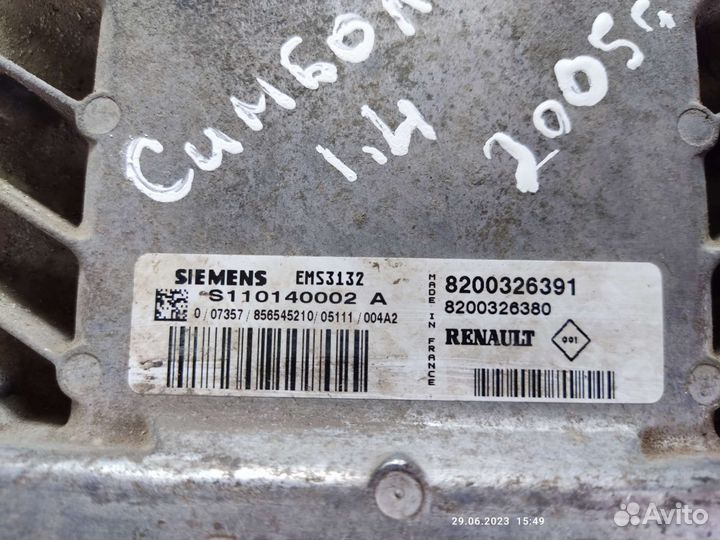 Симбол
1.4
2005г
SIEMENS EMS3132
S110140002 A
0/07357/856545210/05111/004A2
MADE IN FRANCE
8200326391
8200326380
RENAULT
001
29.06.2023 15:49
Avito